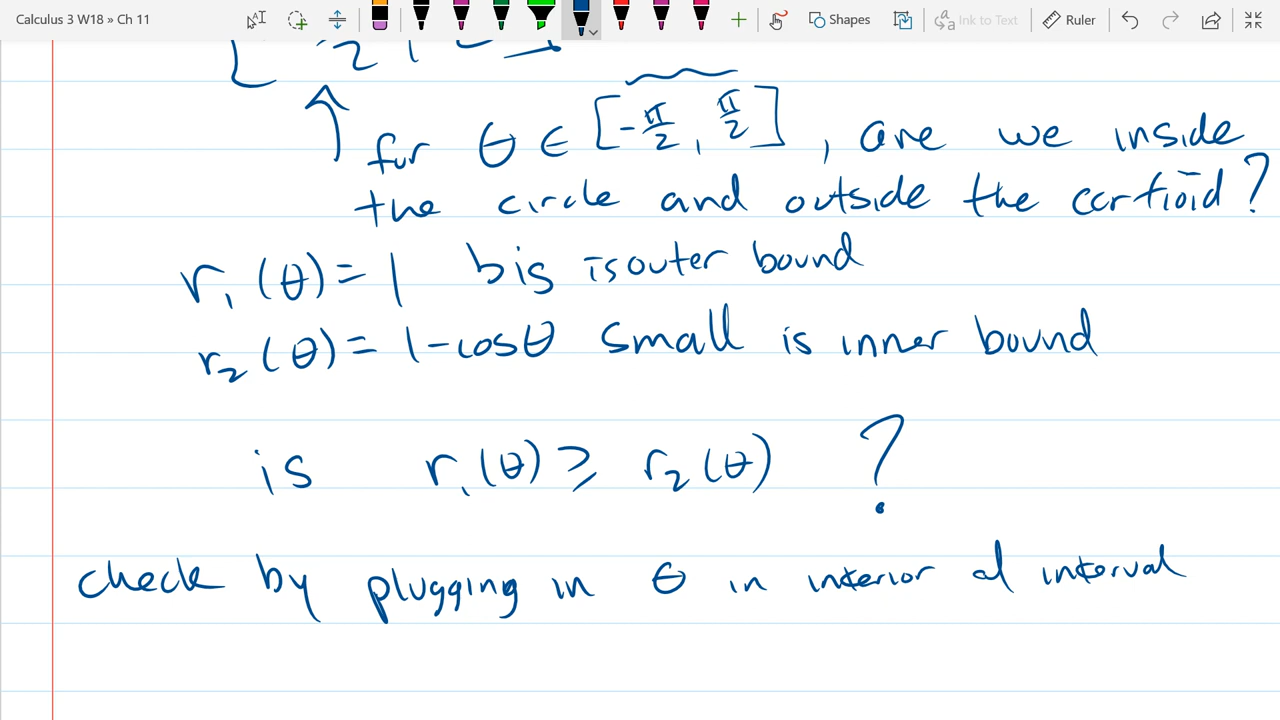 Calculus 3 W18 » Ch 11
Shapes
Ink to Text
Ruler
for θ ∈ [-π/2, π/2], are we inside
the circle and outside the cartioid?
r₁(θ) = 1 big is outer bound
r₂(θ) = 1-cosθ small is inner bound
is r₁(θ) ≥ r₂(θ) ?
check by plugging in θ in interior of interval